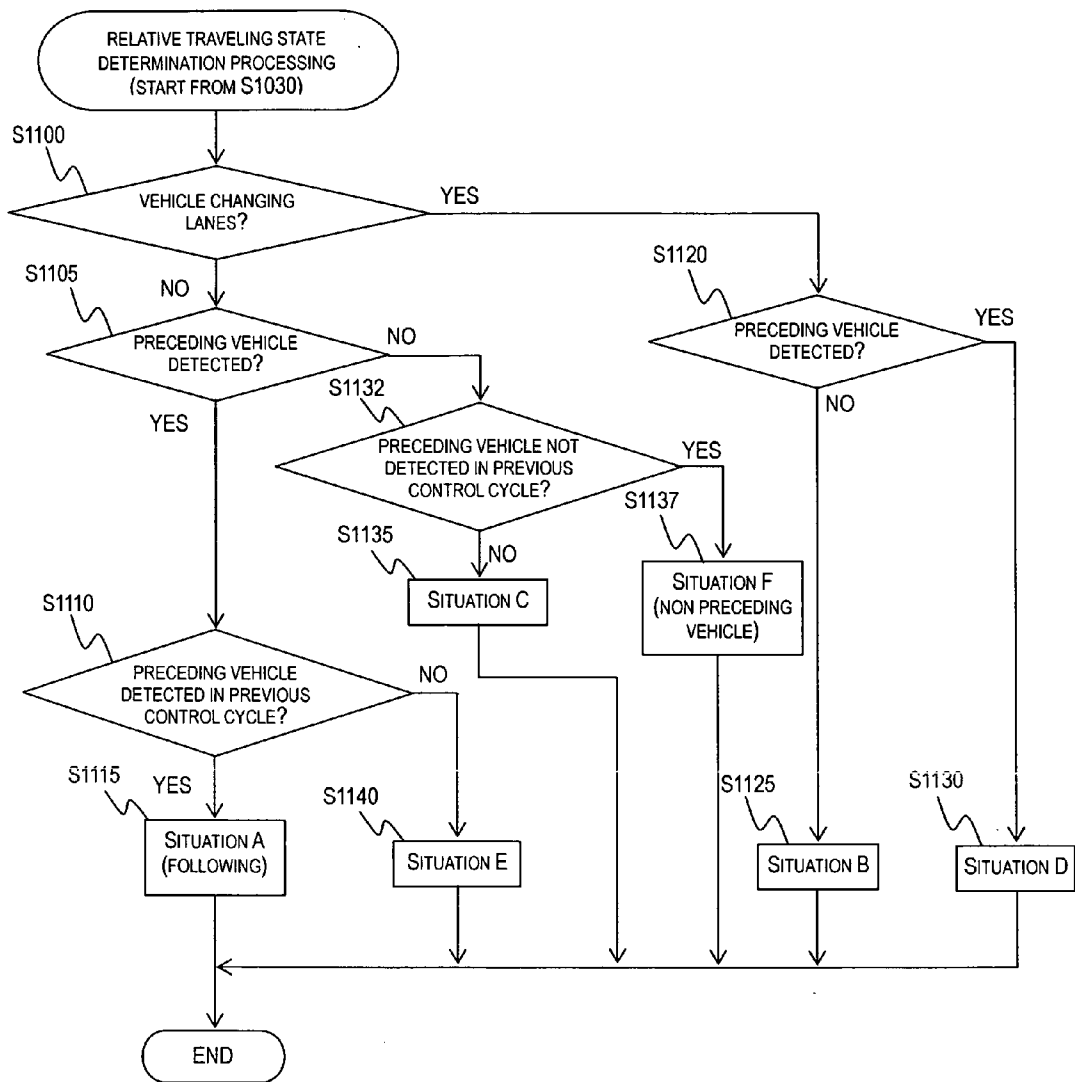 RELATIVE TRAVELING STATE
DETERMINATION PROCESSING
(START FROM S1030)
S1100
VEHICLE CHANGING
LANES?
YES
NO
S1105
PRECEDING VEHICLE
DETECTED?
NO
YES
S1120
PRECEDING VEHICLE
DETECTED?
YES
NO
S1132
PRECEDING VEHICLE NOT
DETECTED IN PREVIOUS
CONTROL CYCLE?
YES
NO
S1137
SITUATION F
(NON PRECEDING
VEHICLE)
S1135
SITUATION C
S1110
PRECEDING VEHICLE
DETECTED IN PREVIOUS
CONTROL CYCLE?
NO
YES
S1115
SITUATION A
(FOLLOWING)
S1140
SITUATION E
S1125
SITUATION B
S1130
SITUATION D
END